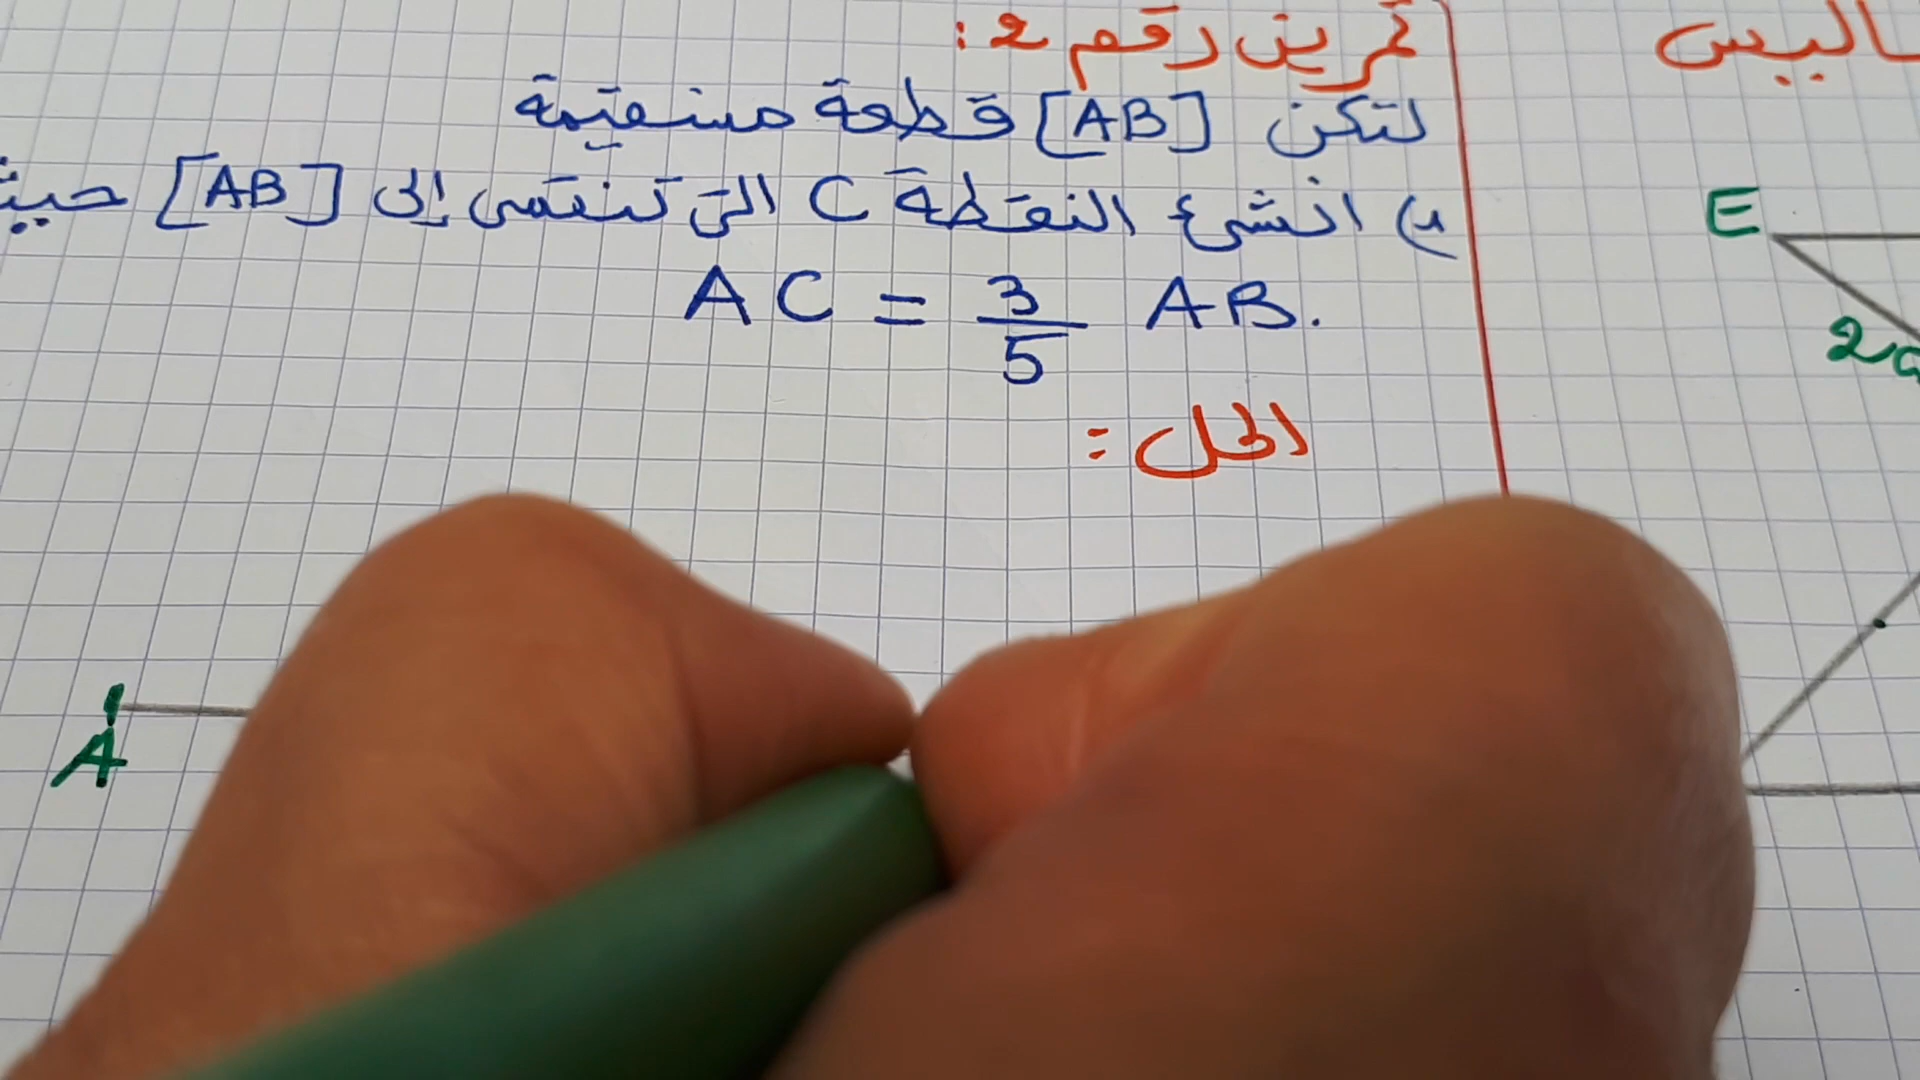 تمرين رقم 2 :
لتكن [AB] قطعة مستقيمة
1) انشئ النقطة C التي تنتمي إلى [AB] حيث
AC = 3/5 AB.
الحل :
A
اليس
E